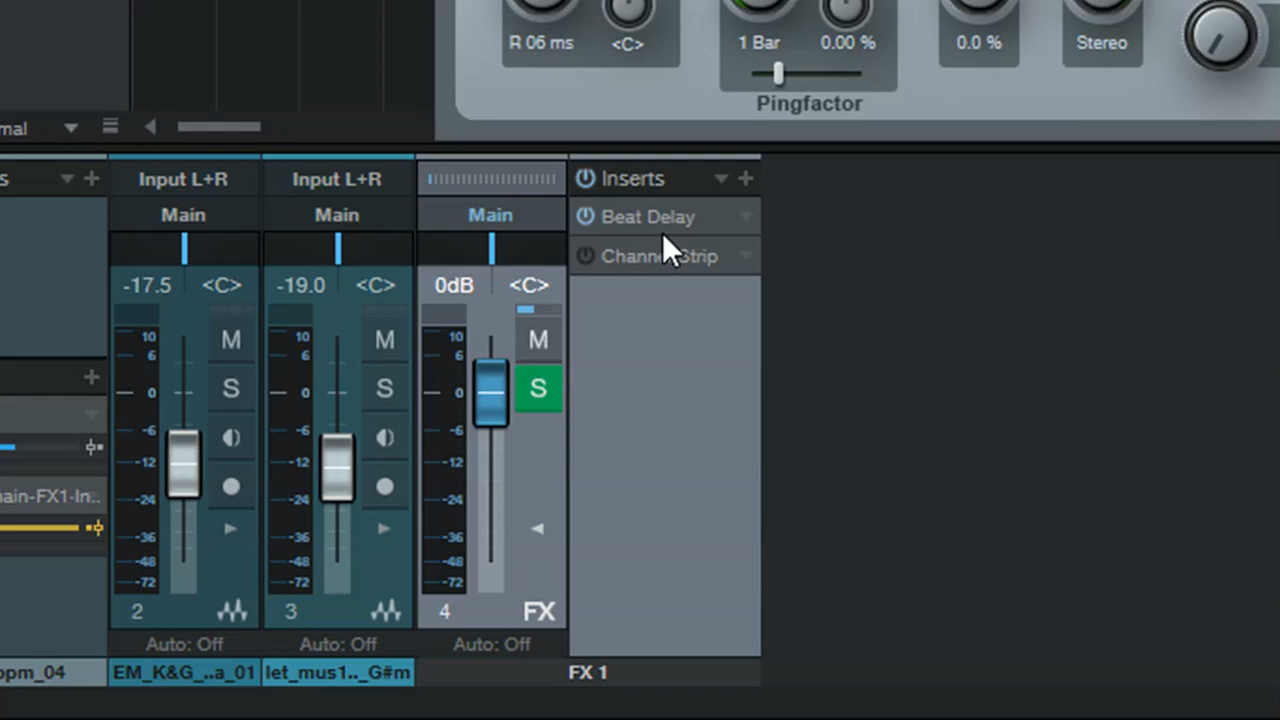 R 06 ms
<C>
1 Bar
0.00 %
0.0 %
Stereo
Pingfactor
mal
s
Input L+R
Input L+R
Inserts
Main
Main
Main
Beat Delay
-17.5
<C>
-19.0
<C>
0dB
<C>
10
6
0
-6
-12
-24
-36
-48
-72
M
S
10
6
0
-6
-12
-24
-36
-48
-72
M
S
10
6
0
-6
-12
-24
-36
-48
-72
M
S
ain-FX1-In..
2
3
4
FX
Auto: Off
Auto: Off
Auto: Off
opm_04
EM_K&G_..a_01
let_mus1.._G#m
FX 1